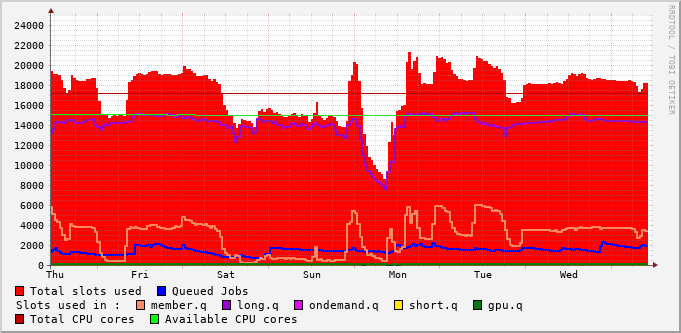 24000
22000
20000
18000
16000
14000
12000
10000
8000
6000
4000
2000
0
Thu Fri Sat Sun Mon Tue Wed
Total slots used Queued Jobs
Slots used in : member.q long.q ondemand.q short.q gpu.q
Total CPU cores Available CPU cores
RRDTOOL / TOBI OETIKER